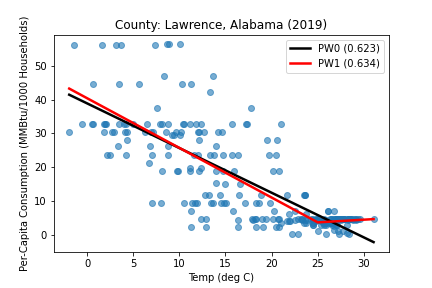 County: Lawrence, Alabama (2019)
PW0 (0.623)
PW1 (0.634)
Per-Capita Consumption (MMBtu/1000 Households)
50
40
30
20
10
0
0 5 10 15 20 25 30
Temp (deg C)